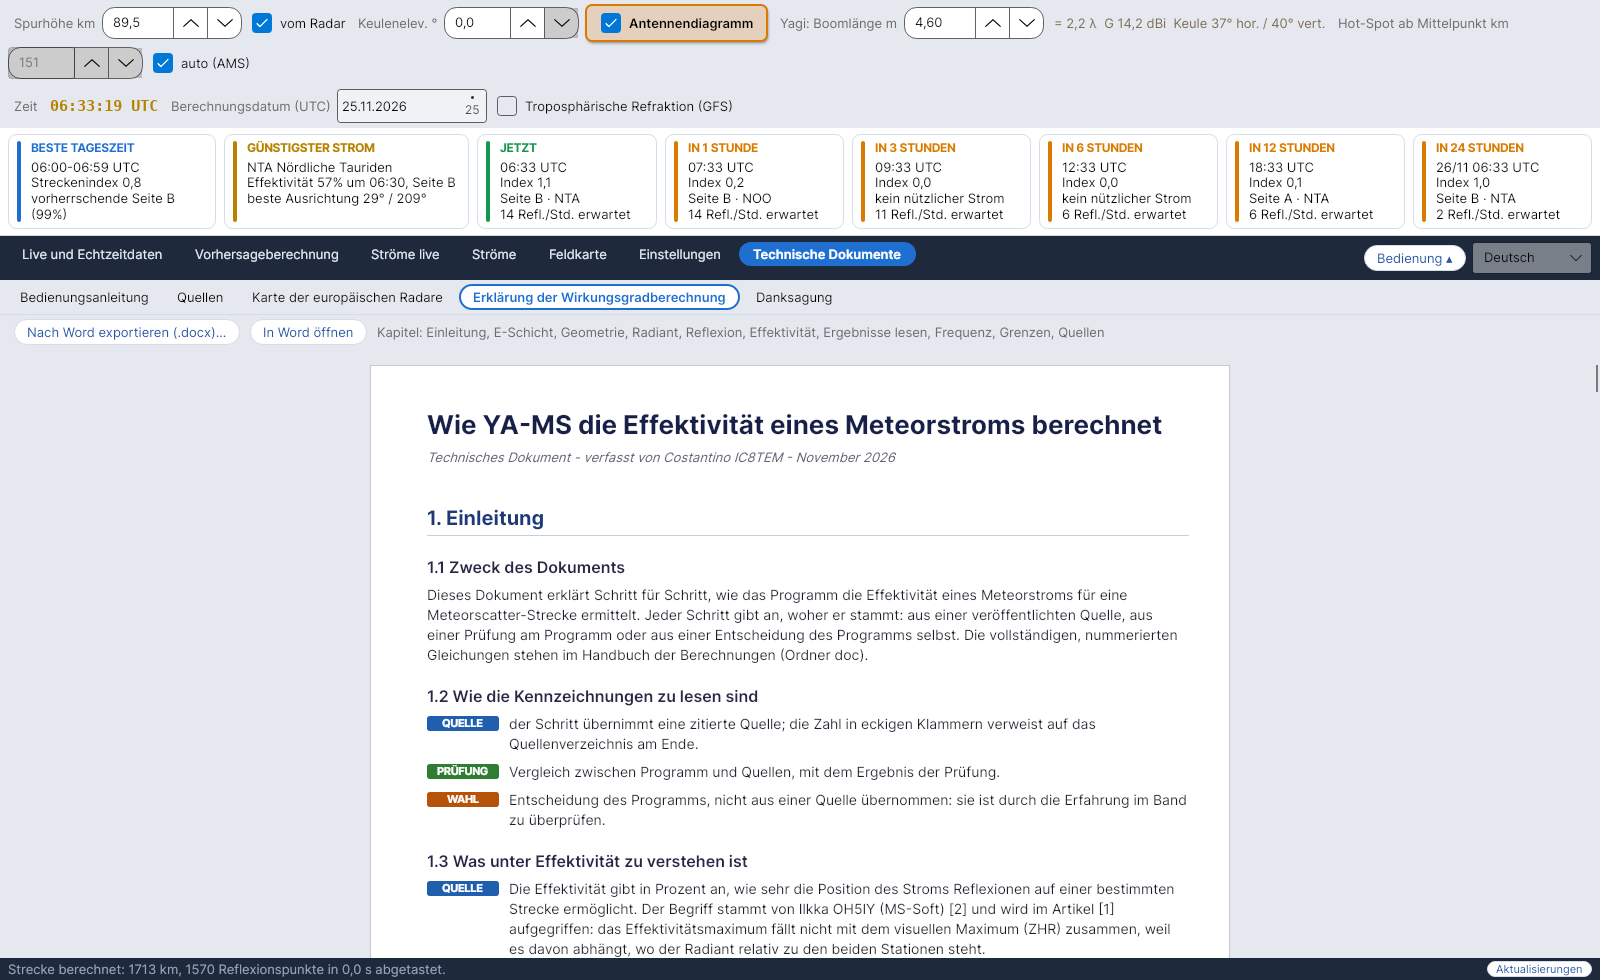 Spurhöhe km 89,5 vom Radar Keulenelev. ° 0,0 Antennendiagramm Yagi: Boomlänge m 4,60 = 2,2 λ G 14,2 dBi Keule 37° hor. / 40° vert. Hot-Spot ab Mittelpunkt km
151 auto (AMS)
Zeit 06:33:19 UTC Berechnungsdatum (UTC) 25.11.2026 25 Troposphärische Refraktion (GFS)
BESTE TAGESZEIT
06:00-06:59 UTC
Streckenindex 0,8
vorherrschende Seite B
(99%)
GÜNSTIGSTER STROM
NTA Nördliche Tauriden
Effektivität 57% um 06:30, Seite B
beste Ausrichtung 29° / 209°
JETZT
06:33 UTC
Index 1,1
Seite B · NTA
14 Refl./Std. erwartet
IN 1 STUNDE
07:33 UTC
Index 0,2
Seite B · NOO
14 Refl./Std. erwartet
IN 3 STUNDEN
09:33 UTC
Index 0,0
kein nützlicher Strom
11 Refl./Std. erwartet
IN 6 STUNDEN
12:33 UTC
Index 0,0
kein nützlicher Strom
6 Refl./Std. erwartet
IN 12 STUNDEN
18:33 UTC
Index 0,1
Seite A · NTA
6 Refl./Std. erwartet
IN 24 STUNDEN
26/11 06:33 UTC
Index 1,0
Seite B · NTA
2 Refl./Std. erwartet
Live und Echtzeitdaten Vorhersageberechnung Ströme live Ströme Feldkarte Einstellungen Technische Dokumente Bedienung ▴ Deutsch
Bedienungsanleitung Quellen Karte der europäischen Radare Erklärung der Wirkungsgradberechnung Danksagung
Nach Word exportieren (.docx)... In Word öffnen Kapitel: Einleitung, E-Schicht, Geometrie, Radiant, Reflexion, Effektivität, Ergebnisse lesen, Frequenz, Grenzen, Quellen
Wie YA-MS die Effektivität eines Meteorstroms berechnet
Technisches Dokument - verfasst von Costantino IC8TEM - November 2026
1. Einleitung
1.1 Zweck des Dokuments
Dieses Dokument erklärt Schritt für Schritt, wie das Programm die Effektivität eines Meteorstroms für eine
Meteorscatter-Strecke ermittelt. Jeder Schritt gibt an, woher er stammt: aus einer veröffentlichten Quelle, aus
einer Prüfung am Programm oder aus einer Entscheidung des Programms selbst. Die vollständigen, nummerierten
Gleichungen stehen im Handbuch der Berechnungen (Ordner doc).
1.2 Wie die Kennzeichnungen zu lesen sind
QUELLE der Schritt übernimmt eine zitierte Quelle; die Zahl in eckigen Klammern verweist auf das
Quellenverzeichnis am Ende.
PRÜFUNG Vergleich zwischen Programm und Quellen, mit dem Ergebnis der Prüfung.
WAHL Entscheidung des Programms, nicht aus einer Quelle übernommen: sie ist durch die Erfahrung im Band
zu überprüfen.
1.3 Was unter Effektivität zu verstehen ist
QUELLE Die Effektivität gibt in Prozent an, wie sehr die Position des Stroms Reflexionen auf einer bestimmten
Strecke ermöglicht. Der Begriff stammt von Ilkka OH5IY (MS-Soft) [2] und wird im Artikel [1]
aufgegriffen: das Effektivitätsmaximum fällt nicht mit dem visuellen Maximum (ZHR) zusammen, weil
es davon abhängt, wo der Radiant relativ zu den beiden Stationen steht.
Strecke berechnet: 1713 km, 1570 Reflexionspunkte in 0,0 s abgetastet. Aktualisierungen